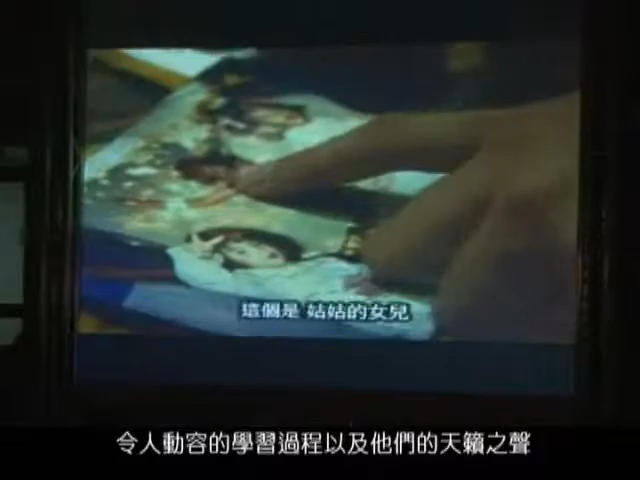 這個是 姑姑的女兒
令人動容的學習過程以及他們的天籟之聲